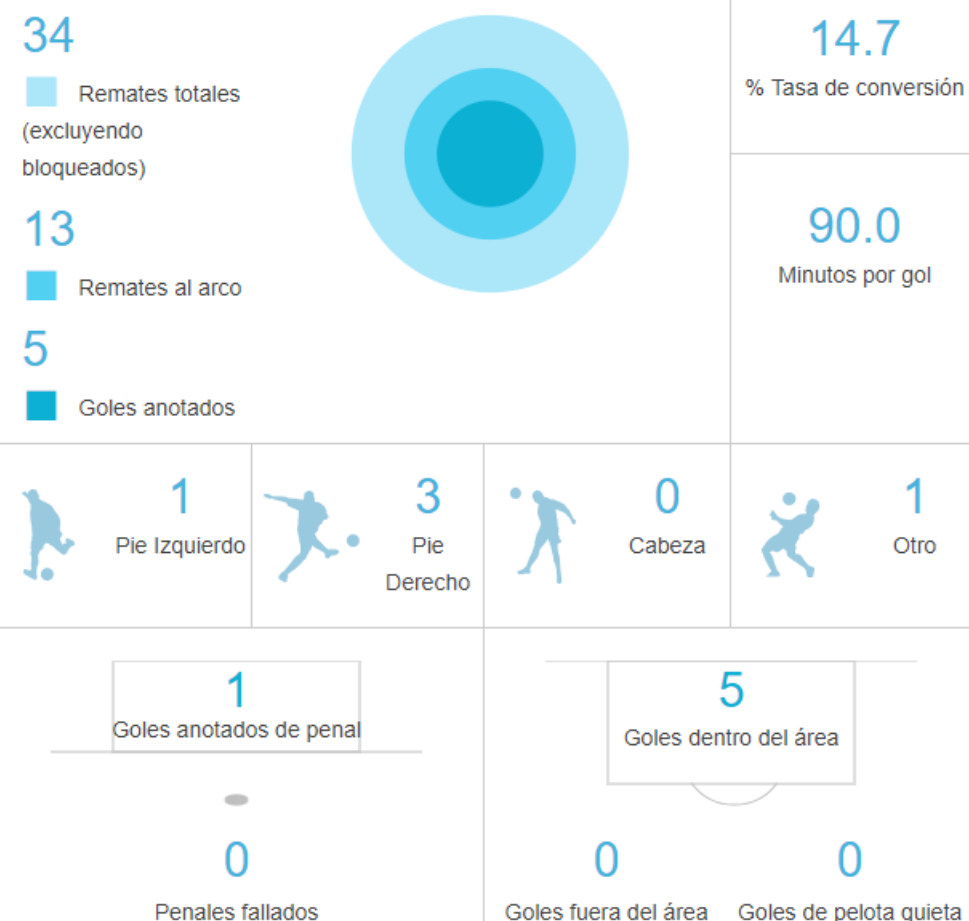 34
Remates totales
(excluyendo
bloqueados)
13
Remates al arco
5
Goles anotados
14.7
% Tasa de conversión
90.0
Minutos por gol
1
Pie Izquierdo
3
Pie
Derecho
0
Cabeza
1
Otro
1
Goles anotados de penal
0
Penales fallados
5
Goles dentro del área
0
Goles fuera del área
0
Goles de pelota quieta